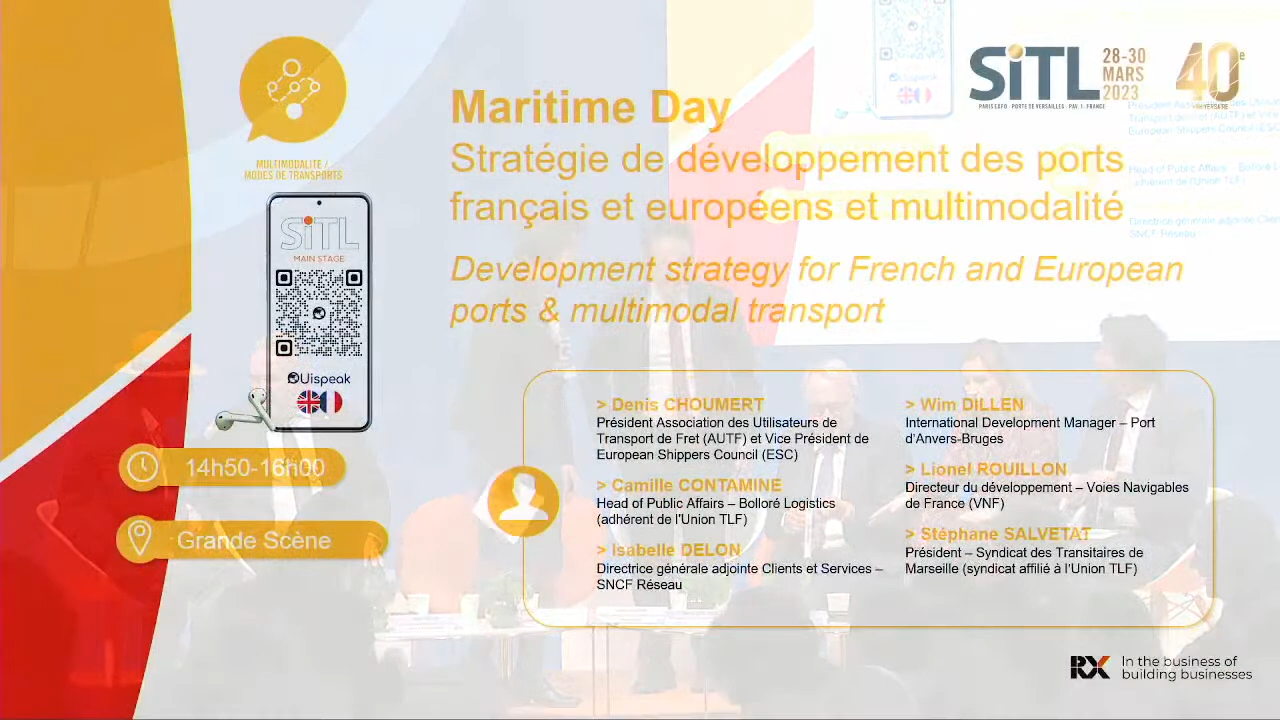 SiTL
28-30
MARS
2023
40e
ANNIVERSAIRE
PARIS EXPO - PORTE DE VERSAILLES - PAV. 1 - FRANCE
MULTIMODALITÉ /
MODES DE TRANSPORTS
Maritime Day
Stratégie de développement des ports
français et européens et multimodalité
Development strategy for French and European
ports & multimodal transport
SiTL
MAIN STAGE
Uispeak
14h50-16h00
Grande Scène
> Denis CHOUMERT
Président Association des Utilisateurs de
Transport de Fret (AUTF) et Vice Président de
European Shippers Council (ESC)
> Camille CONTAMINE
Head of Public Affairs – Bolloré Logistics
(adhérent de l'Union TLF)
> Isabelle DELON
Directrice générale adjointe Clients et Services –
SNCF Réseau
> Wim DILLEN
International Development Manager – Port
d'Anvers-Bruges
> Lionel ROUILLON
Directeur du développement – Voies Navigables
de France (VNF)
> Stéphane SALVETAT
Président – Syndicat des Transitaires de
Marseille (syndicat affilié à l'Union TLF)
RX
In the business of
building businesses